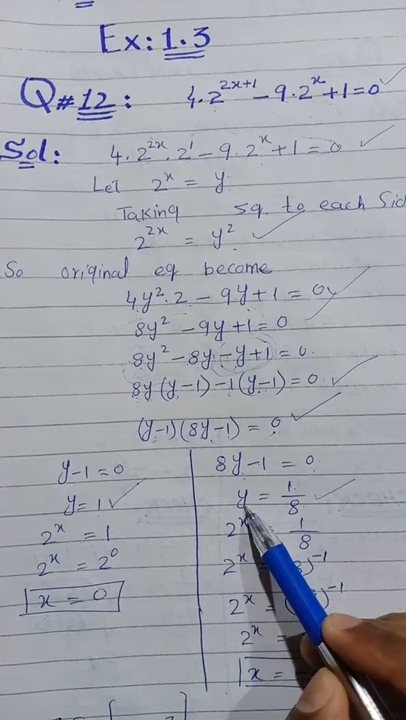 Ex: 1.3
Q#12: 4.2^{2x+1} - 9.2^x + 1 = 0
Sol: 4.2^{2x}.2^1 - 9.2^x + 1 = 0
Let 2^x = y
Taking sq. to each Sid
2^{2x} = y^2
So original eq become
4y^2.2 - 9y + 1 = 0
8y^2 - 9y + 1 = 0
8y^2 - 8y - y + 1 = 0
8y(y-1) - 1(y-1) = 0
(y-1)(8y-1) = 0
y - 1 = 0
y = 1
2^x = 1
2^x = 2^0
x = 0
8y - 1 = 0
y = 1/8
2^x 1/8
2^x = )^{-1}
2^x = ( )^{-1}
2^x =
x =